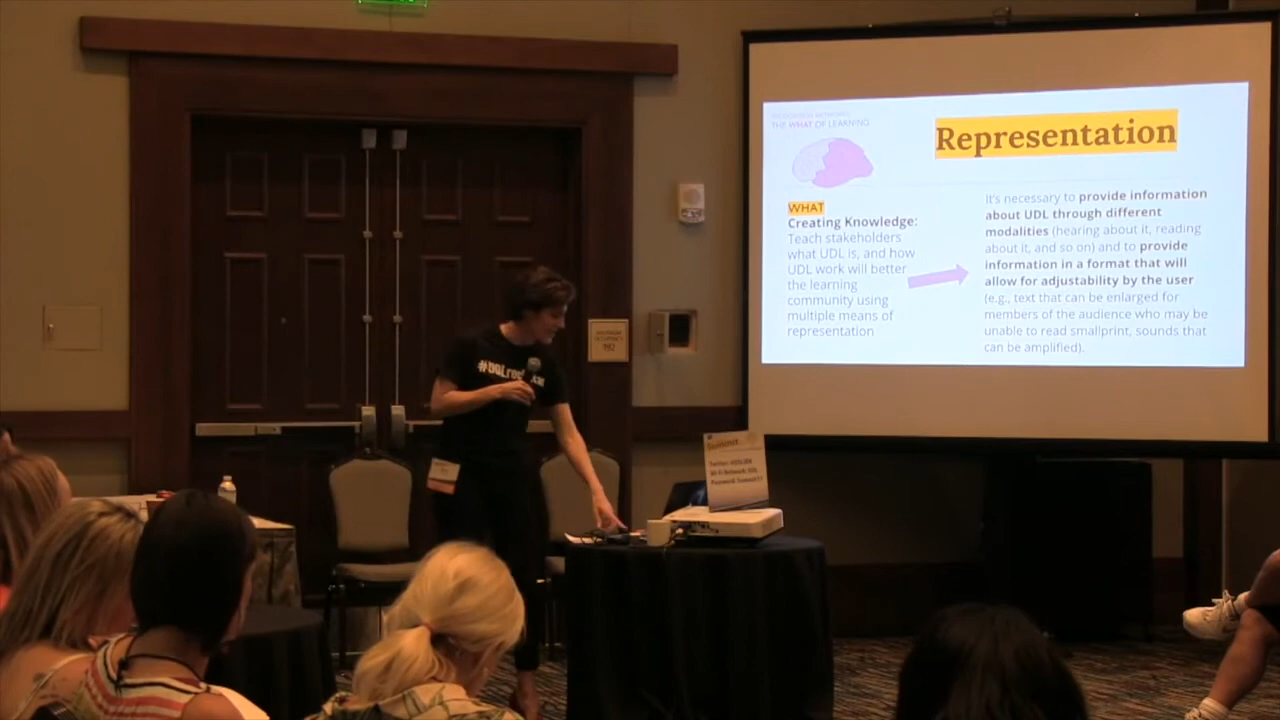 THE WHAT OF LEARNING
Representation
WHAT
Creating Knowledge:
Teach stakeholders
what UDL is, and how
UDL work will better
the learning
community using
multiple means of
representation
It's necessary to provide information
about UDL through different
modalities (hearing about it, reading
about it, and so on) and to provide
information in a format that will
allow for adjustability by the user
(e.g., text that can be enlarged for
members of the audience who may be
unable to read smallprint, sounds that
can be amplified).
192
Summit